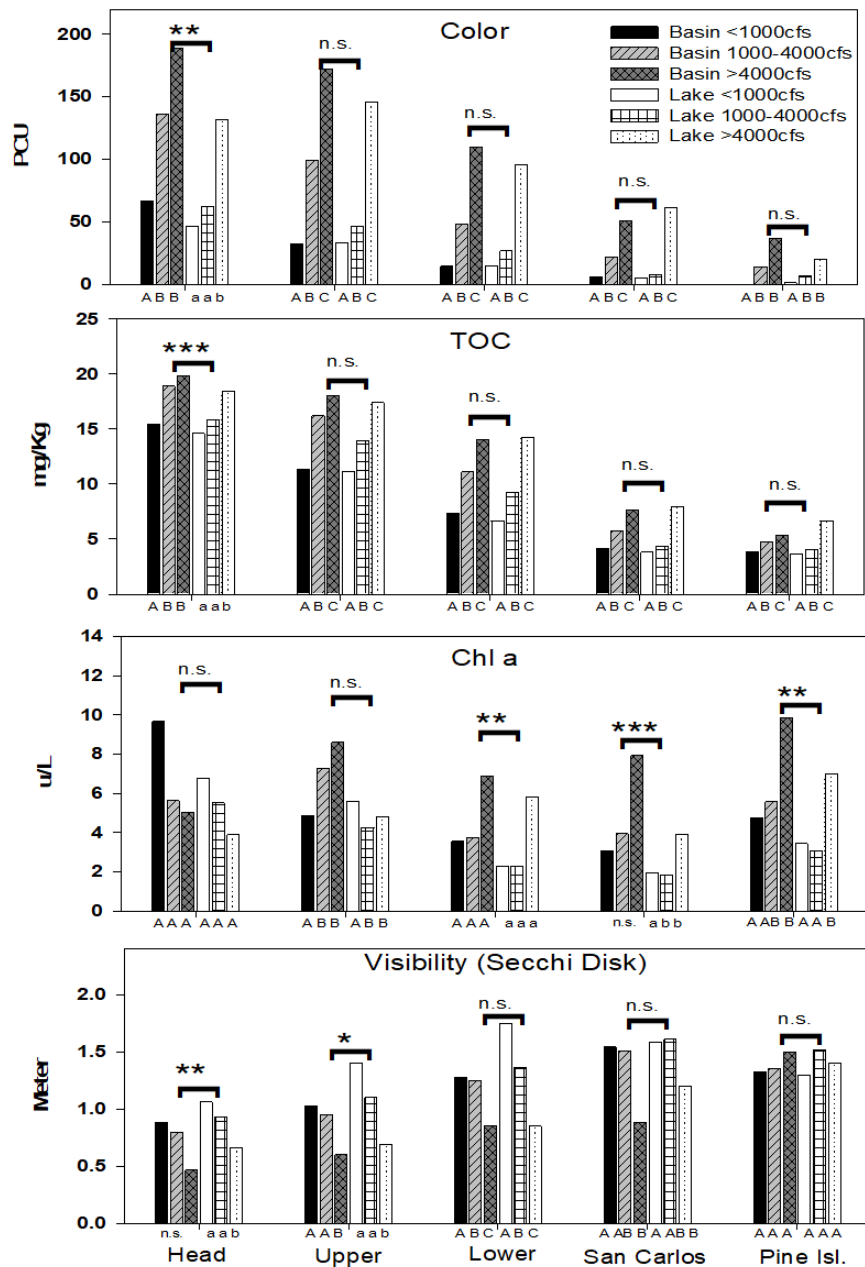 Color
Basin <1000cfs
Basin 1000-4000cfs
Basin >4000cfs
Lake <1000cfs
Lake 1000-4000cfs
Lake >4000cfs
PCU
200
150
100
50
0
**
n.s.
n.s.
n.s.
n.s.
A B B a a b
A B C A B C
A B C A B C
A B C A B C
A B B A B B
TOC
mg/Kg
25
20
15
10
5
0
***
n.s.
n.s.
n.s.
n.s.
A B B a a b
A B C A B C
A B C A B C
A B C A B C
A B C A B C
Chl a
u/L
14
12
10
8
6
4
2
0
n.s.
n.s.
**
***
**
A A A A A A
A B B A B B
A A A a a a
n.s. a b b
A AB B A A B
Visibility (Secchi Disk)
Meter
2.0
1.5
1.0
0.5
0.0
**
*
n.s.
n.s.
n.s.
n.s. a a b
A A B a a b
A B C A B C
A AB B A AB B
A A A A A A
Head
Upper
Lower
San Carlos
Pine Isl.